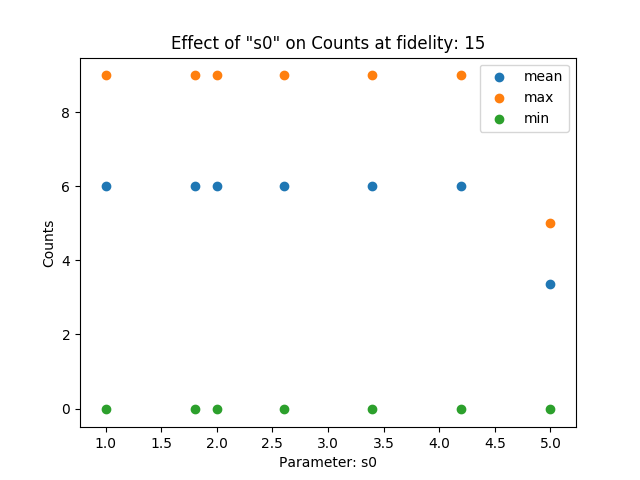 Effect of "s0" on Counts at fidelity: 15
mean
max
min
Counts
8
6
4
2
0
1.0 1.5 2.0 2.5 3.0 3.5 4.0 4.5 5.0
Parameter: s0